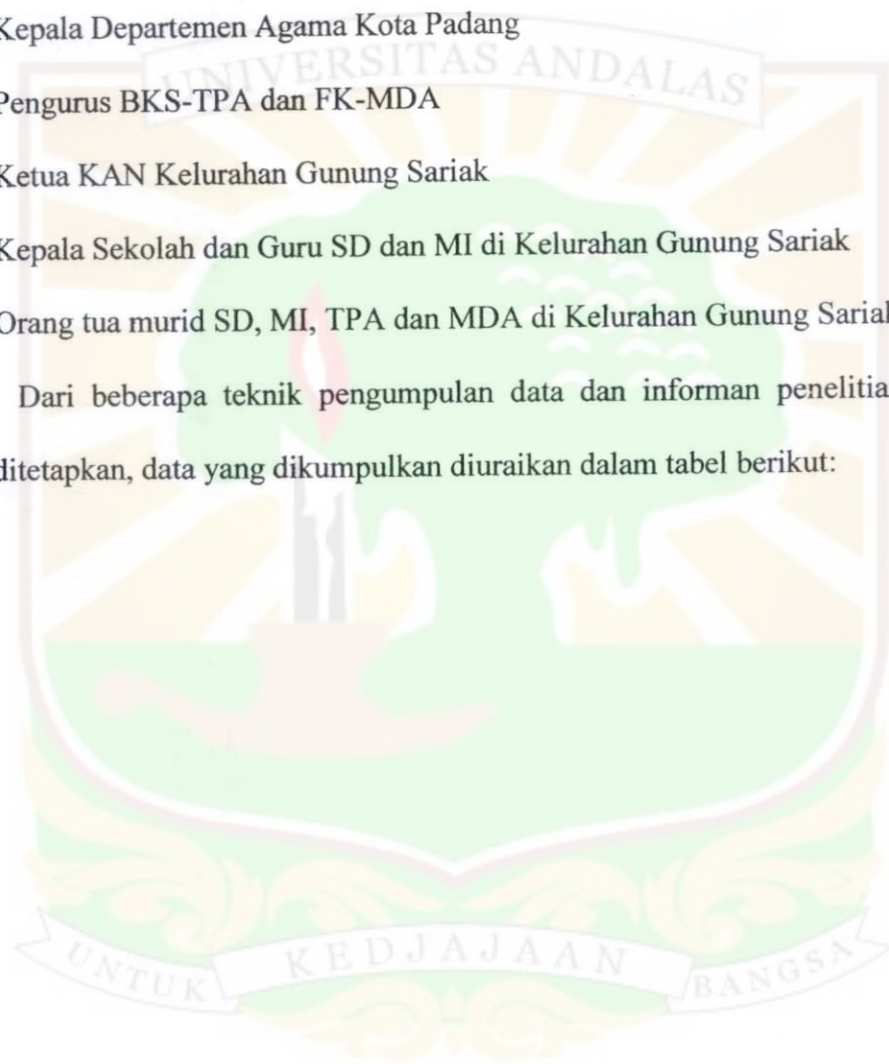 Kepala Departemen Agama Kota Padang
UNIVERSITAS ANDALAS
Pengurus BKS-TPA dan FK-MDA
Ketua KAN Kelurahan Gunung Sariak
Kepala Sekolah dan Guru SD dan MI di Kelurahan Gunung Sariak
Orang tua murid SD, MI, TPA dan MDA di Kelurahan Gunung Saria
Dari beberapa teknik pengumpulan data dan informan penelitia
ditetapkan, data yang dikumpulkan diuraikan dalam tabel berikut:
UNTUK KEDJAJAAN BANGSA